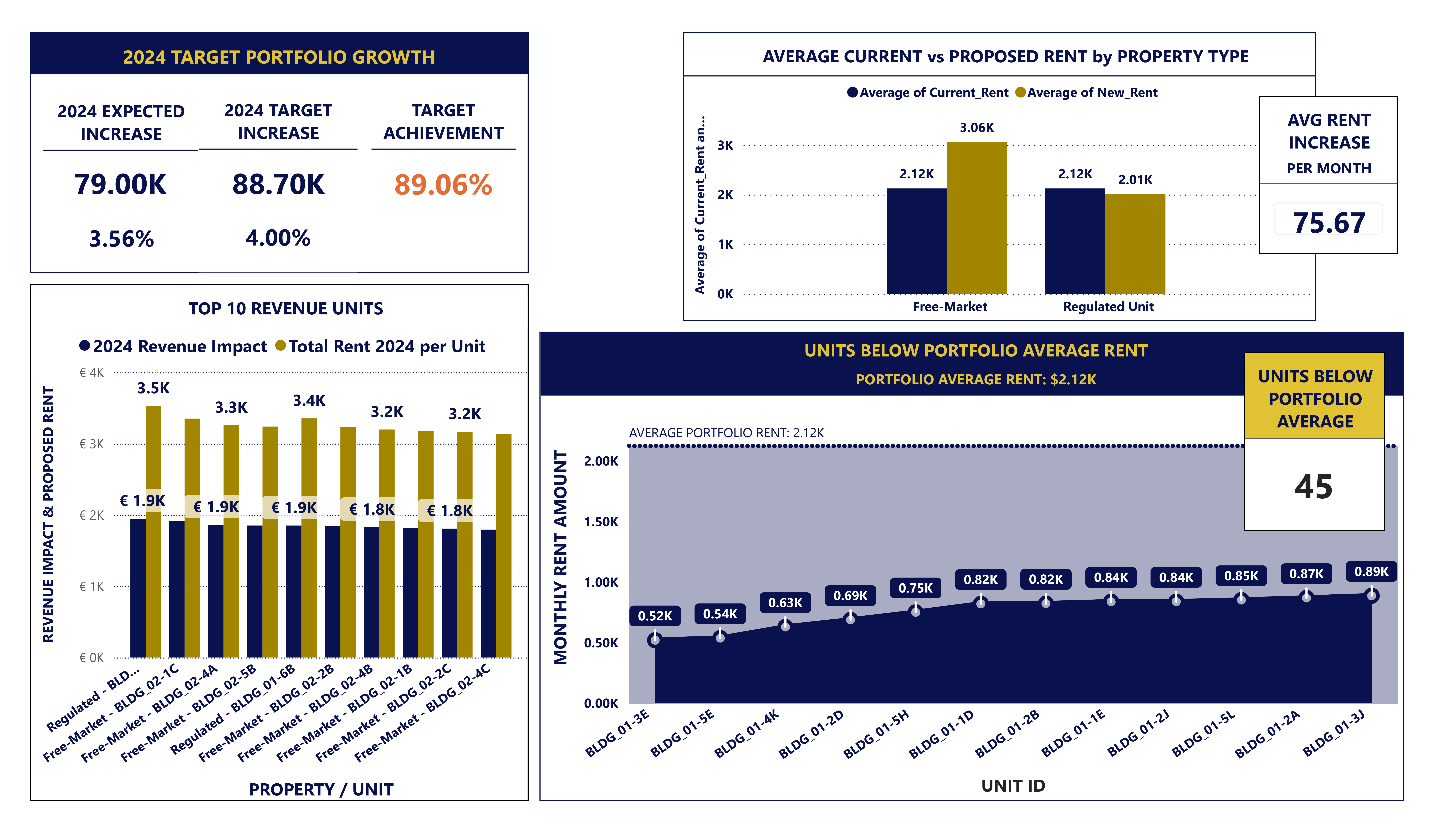 2024 TARGET PORTFOLIO GROWTH
2024 EXPECTED
INCREASE
79.00K
3.56%
2024 TARGET
INCREASE
88.70K
4.00%
TARGET
ACHIEVEMENT
89.06%
AVERAGE CURRENT vs PROPOSED RENT by PROPERTY TYPE
Average of Current_Rent Average of New_Rent
Average of Current_Rent an...
3K
2K
1K
0K
2.12K
3.06K
2.12K
2.01K
Free-Market
Regulated Unit
AVG RENT
INCREASE
PER MONTH
75.67
TOP 10 REVENUE UNITS
2024 Revenue Impact Total Rent 2024 per Unit
REVENUE IMPACT & PROPOSED RENT
€ 4K
€ 3K
€ 2K
€ 1K
€ 0K
3.5K
3.3K
3.4K
3.2K
3.2K
€ 1.9K
€ 1.9K
€ 1.9K
€ 1.8K
€ 1.8K
Regulated - BLD...
Free-Market - BLDG_02-1C
Free-Market - BLDG_02-4A
Free-Market - BLDG_02-5B
Regulated - BLDG_01-6B
Free-Market - BLDG_02-2B
Free-Market - BLDG_02-4B
Free-Market - BLDG_02-1B
Free-Market - BLDG_02-2C
Free-Market - BLDG_02-4C
PROPERTY / UNIT
UNITS BELOW PORTFOLIO AVERAGE RENT
PORTFOLIO AVERAGE RENT: $2.12K
UNITS BELOW
PORTFOLIO
AVERAGE
45
AVERAGE PORTFOLIO RENT: 2.12K
MONTHLY RENT AMOUNT
2.00K
1.50K
1.00K
0.50K
0.00K
0.52K
0.54K
0.63K
0.69K
0.75K
0.82K
0.82K
0.84K
0.84K
0.85K
0.87K
0.89K
BLDG_01-3E
BLDG_01-5E
BLDG_01-4K
BLDG_01-2D
BLDG_01-5H
BLDG_01-1D
BLDG_01-2B
BLDG_01-1E
BLDG_01-2J
BLDG_01-5L
BLDG_01-2A
BLDG_01-3J
UNIT ID